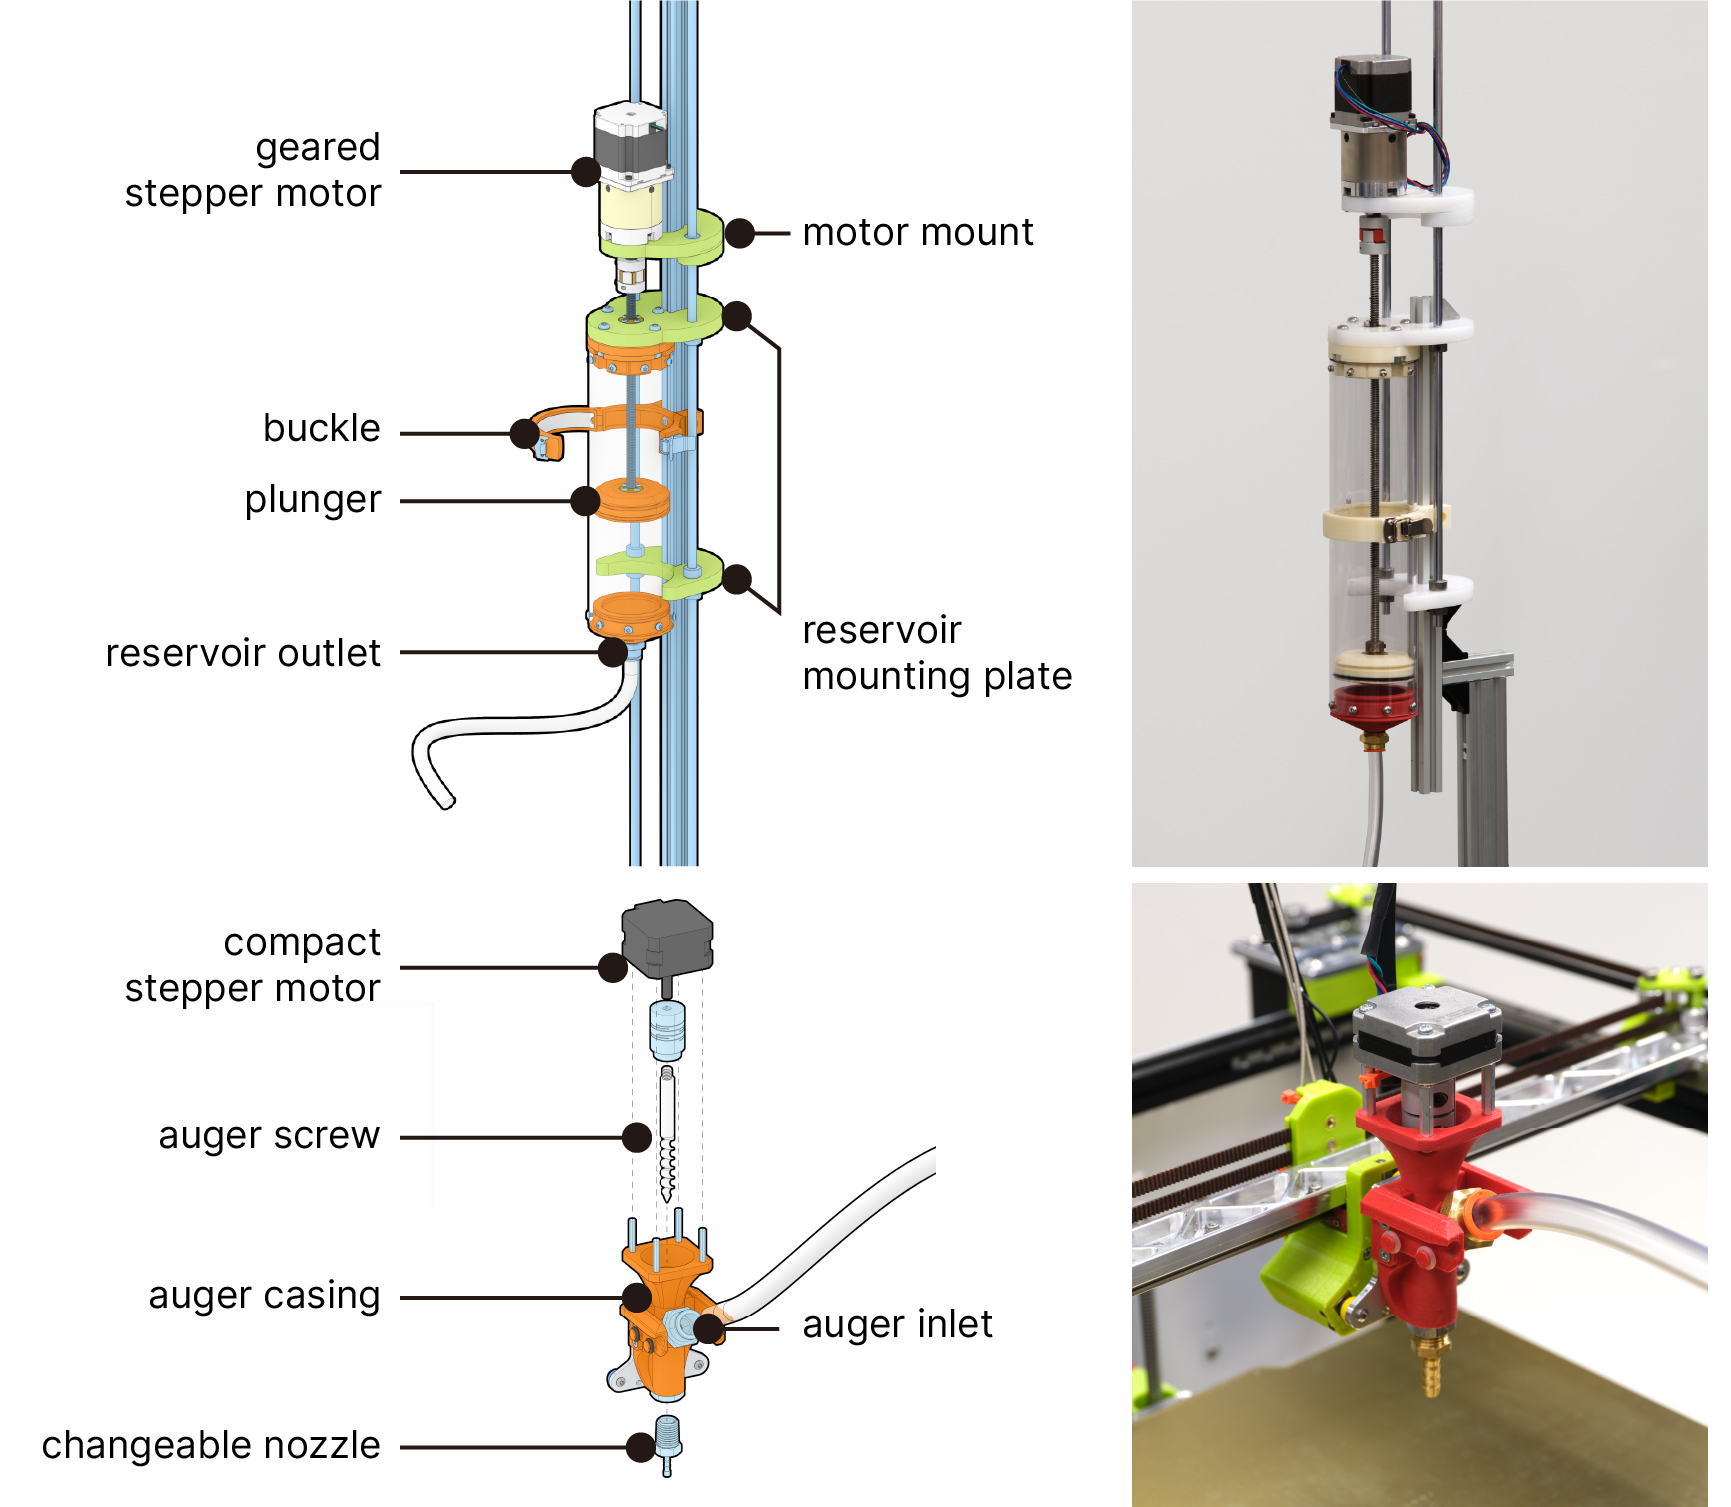 geared
stepper motor
motor mount
buckle
plunger
reservoir outlet
reservoir
mounting plate
compact
stepper motor
auger screw
auger casing
auger inlet
changeable nozzle